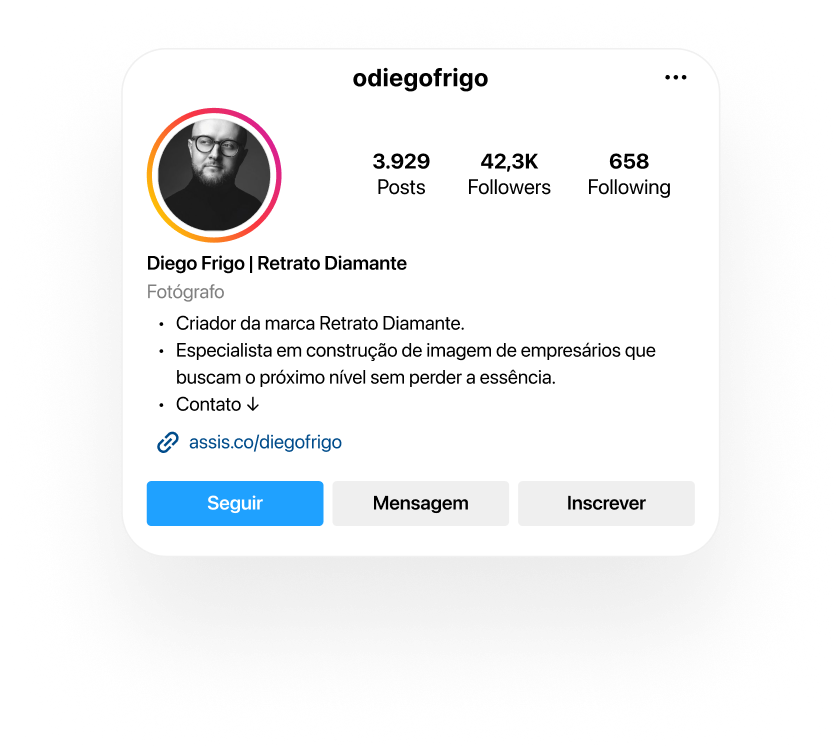 odiegofrigo
3.929 42,3K 658
Posts Followers Following
Diego Frigo | Retrato Diamante
Fotógrafo
• Criador da marca Retrato Diamante.
• Especialista em construção de imagem de empresários que
buscam o próximo nível sem perder a essência.
• Contato ↓
assis.co/diegofrigo
Seguir Mensagem Inscrever